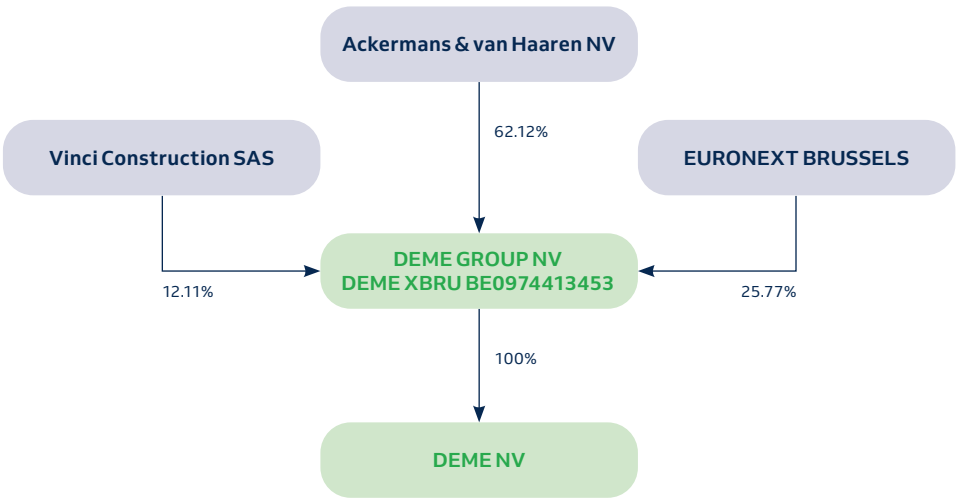 Ackermans & van Haaren NV
62.12%
Vinci Construction SAS
EURONEXT BRUSSELS
DEME GROUP NV
DEME XBRU BE0974413453
12.11%
25.77%
100%
DEME NV